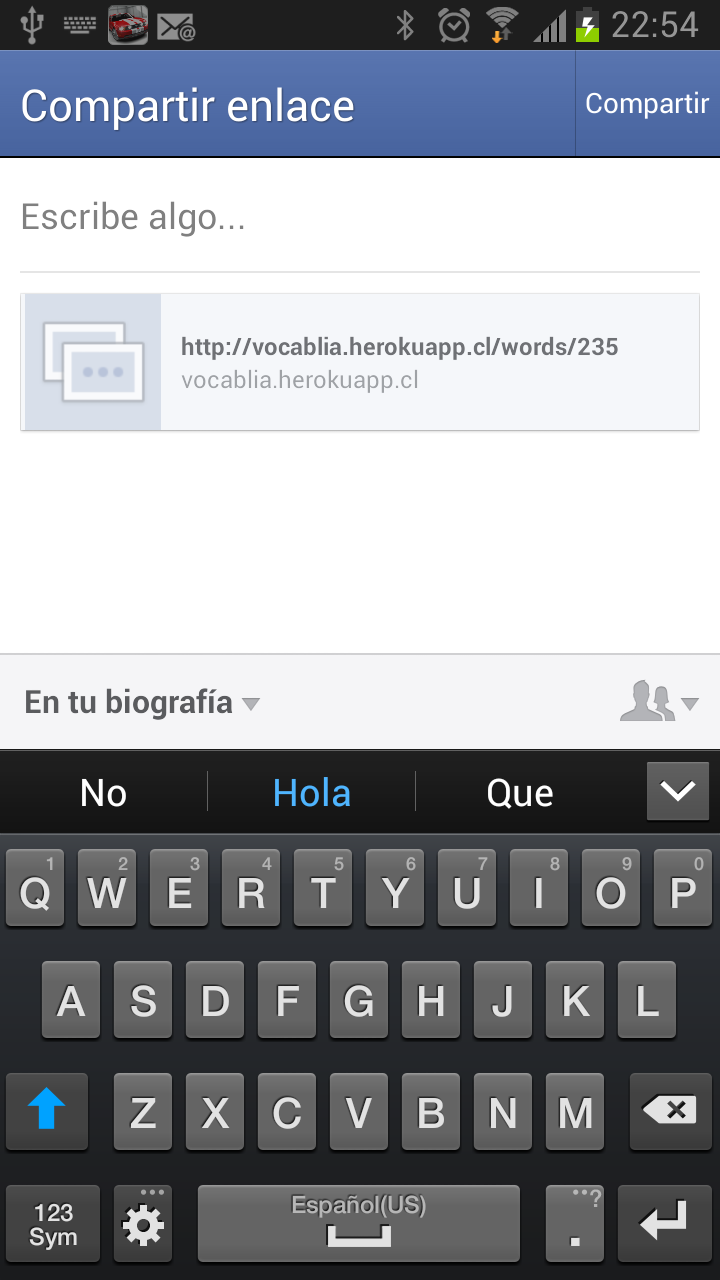 22:54
Compartir enlace
Compartir
Escribe algo...
http://vocablia.herokuapp.cl/words/235
vocablia.herokuapp.cl
En tu biografía
No Hola Que
1 2 3 4 5 6 7 8 9 0
Q W E R T Y U I O P
A S D F G H J K L
Z X C V B N M
123
Sym
Español(US)
. ?